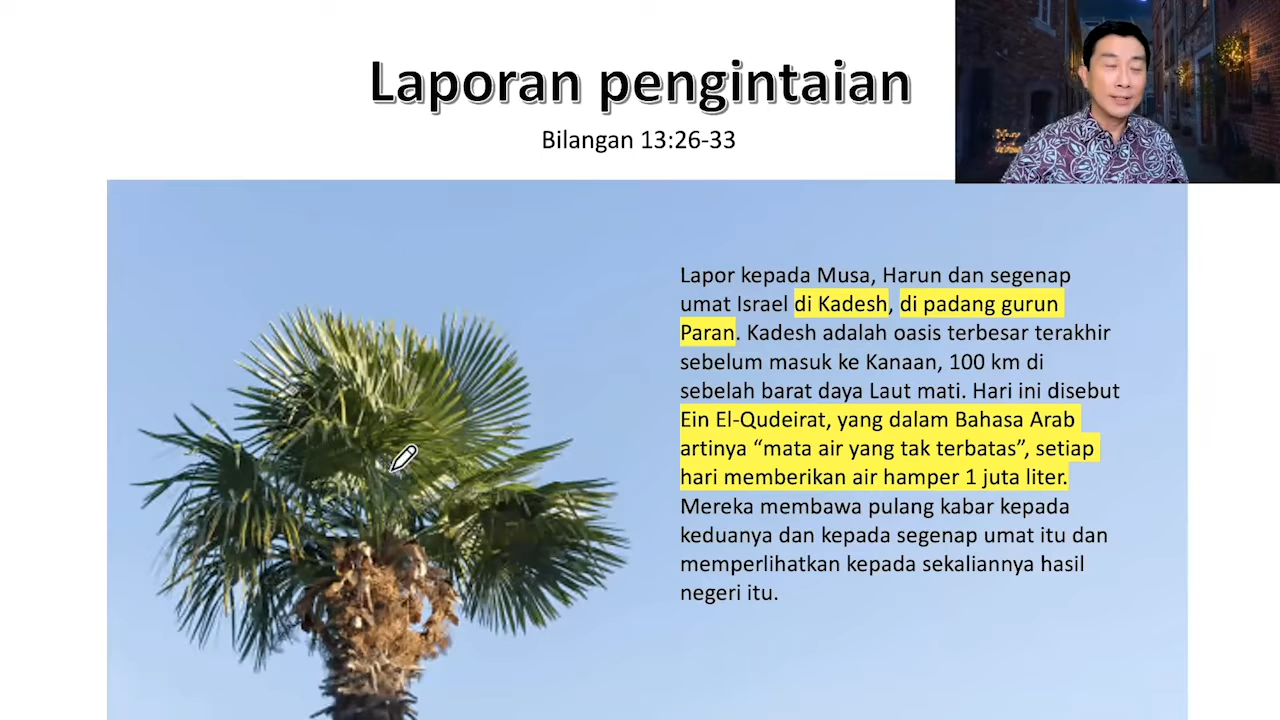 Laporan pengintaian
Bilangan 13:26-33
Lapor kepada Musa, Harun dan segenap
umat Israel di Kadesh, di padang gurun
Paran. Kadesh adalah oasis terbesar terakhir
sebelum masuk ke Kanaan, 100 km di
sebelah barat daya Laut mati. Hari ini disebut
Ein El-Qudeirat, yang dalam Bahasa Arab
artinya “mata air yang tak terbatas”, setiap
hari memberikan air hamper 1 juta liter.
Mereka membawa pulang kabar kepada
keduanya dan kepada segenap umat itu dan
memperlihatkan kepada sekaliannya hasil
negeri itu.